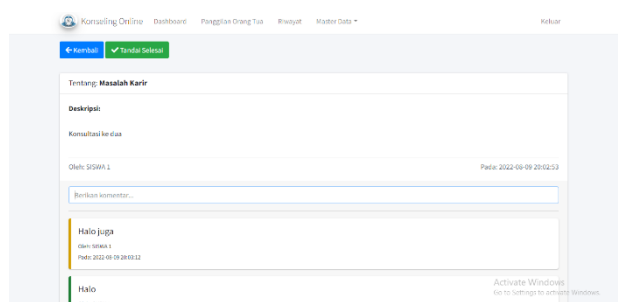 Konseling Online Dashboard Panggilan Orang Tua Riwayat Master Data Keluar
Kembali Tandai Selesai
Tentang: Masalah Karir
Deskripsi:
Konsultasi kedua
Oleh: SISWA 1 Pada: 2022-08-09 20:02:53
Berikan komentar...
Halo juga
Oleh: SISWA 1
Pada: 2022-08-09 20:03:12
Halo
Activate Windows
Go to Settings to activate Windows.